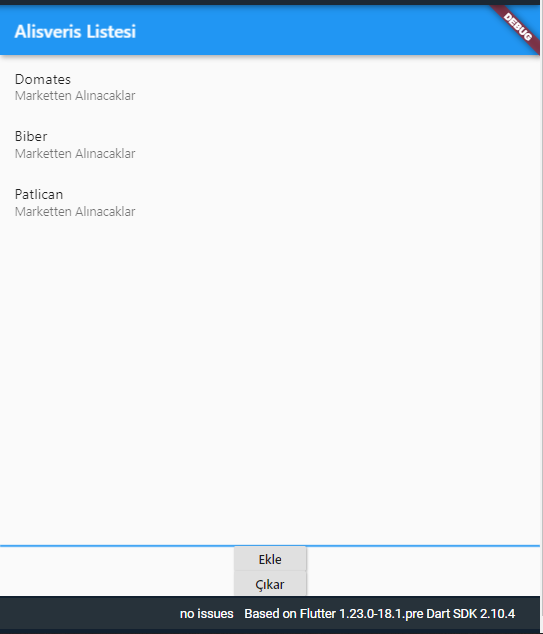 Alisveris Listesi
DEBUG
Domates
Marketten Alınacaklar
Biber
Marketten Alınacaklar
Patlican
Marketten Alınacaklar
Ekle
Çıkar
no issues Based on Flutter 1.23.0-18.1.pre Dart SDK 2.10.4